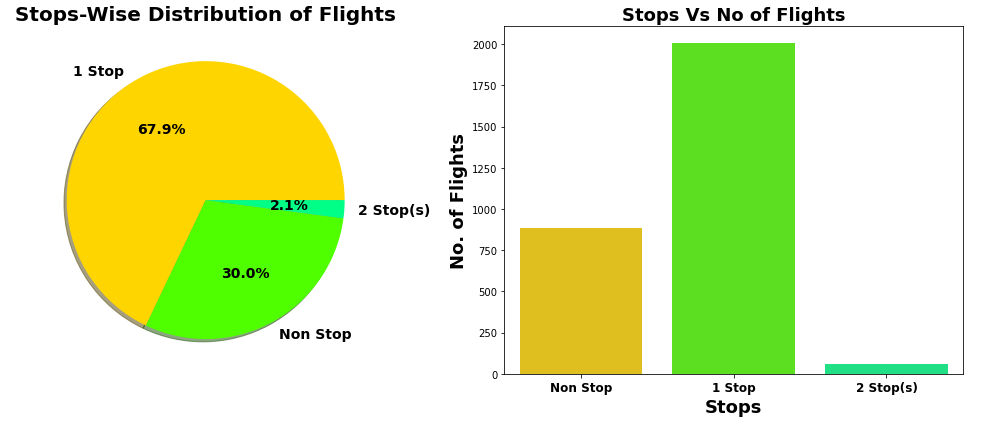 Stops-Wise Distribution of Flights
1 Stop
67.9%
2.1%
2 Stop(s)
30.0%
Non Stop
Stops Vs No of Flights
No. of Flights
2000
1750
1500
1250
1000
750
500
250
0
Non Stop
1 Stop
2 Stop(s)
Stops